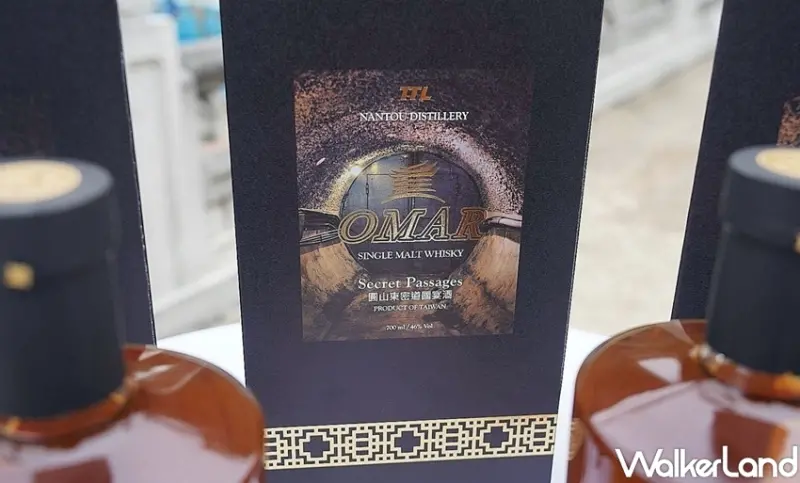 TTL
NANTOU DISTILLERY
OMAR
SINGLE MALT WHISKY
Secret Passages
圓山東密道國宴酒
PRODUCT OF TAIWAN
700 ml / 46% Vol
WalkerLand